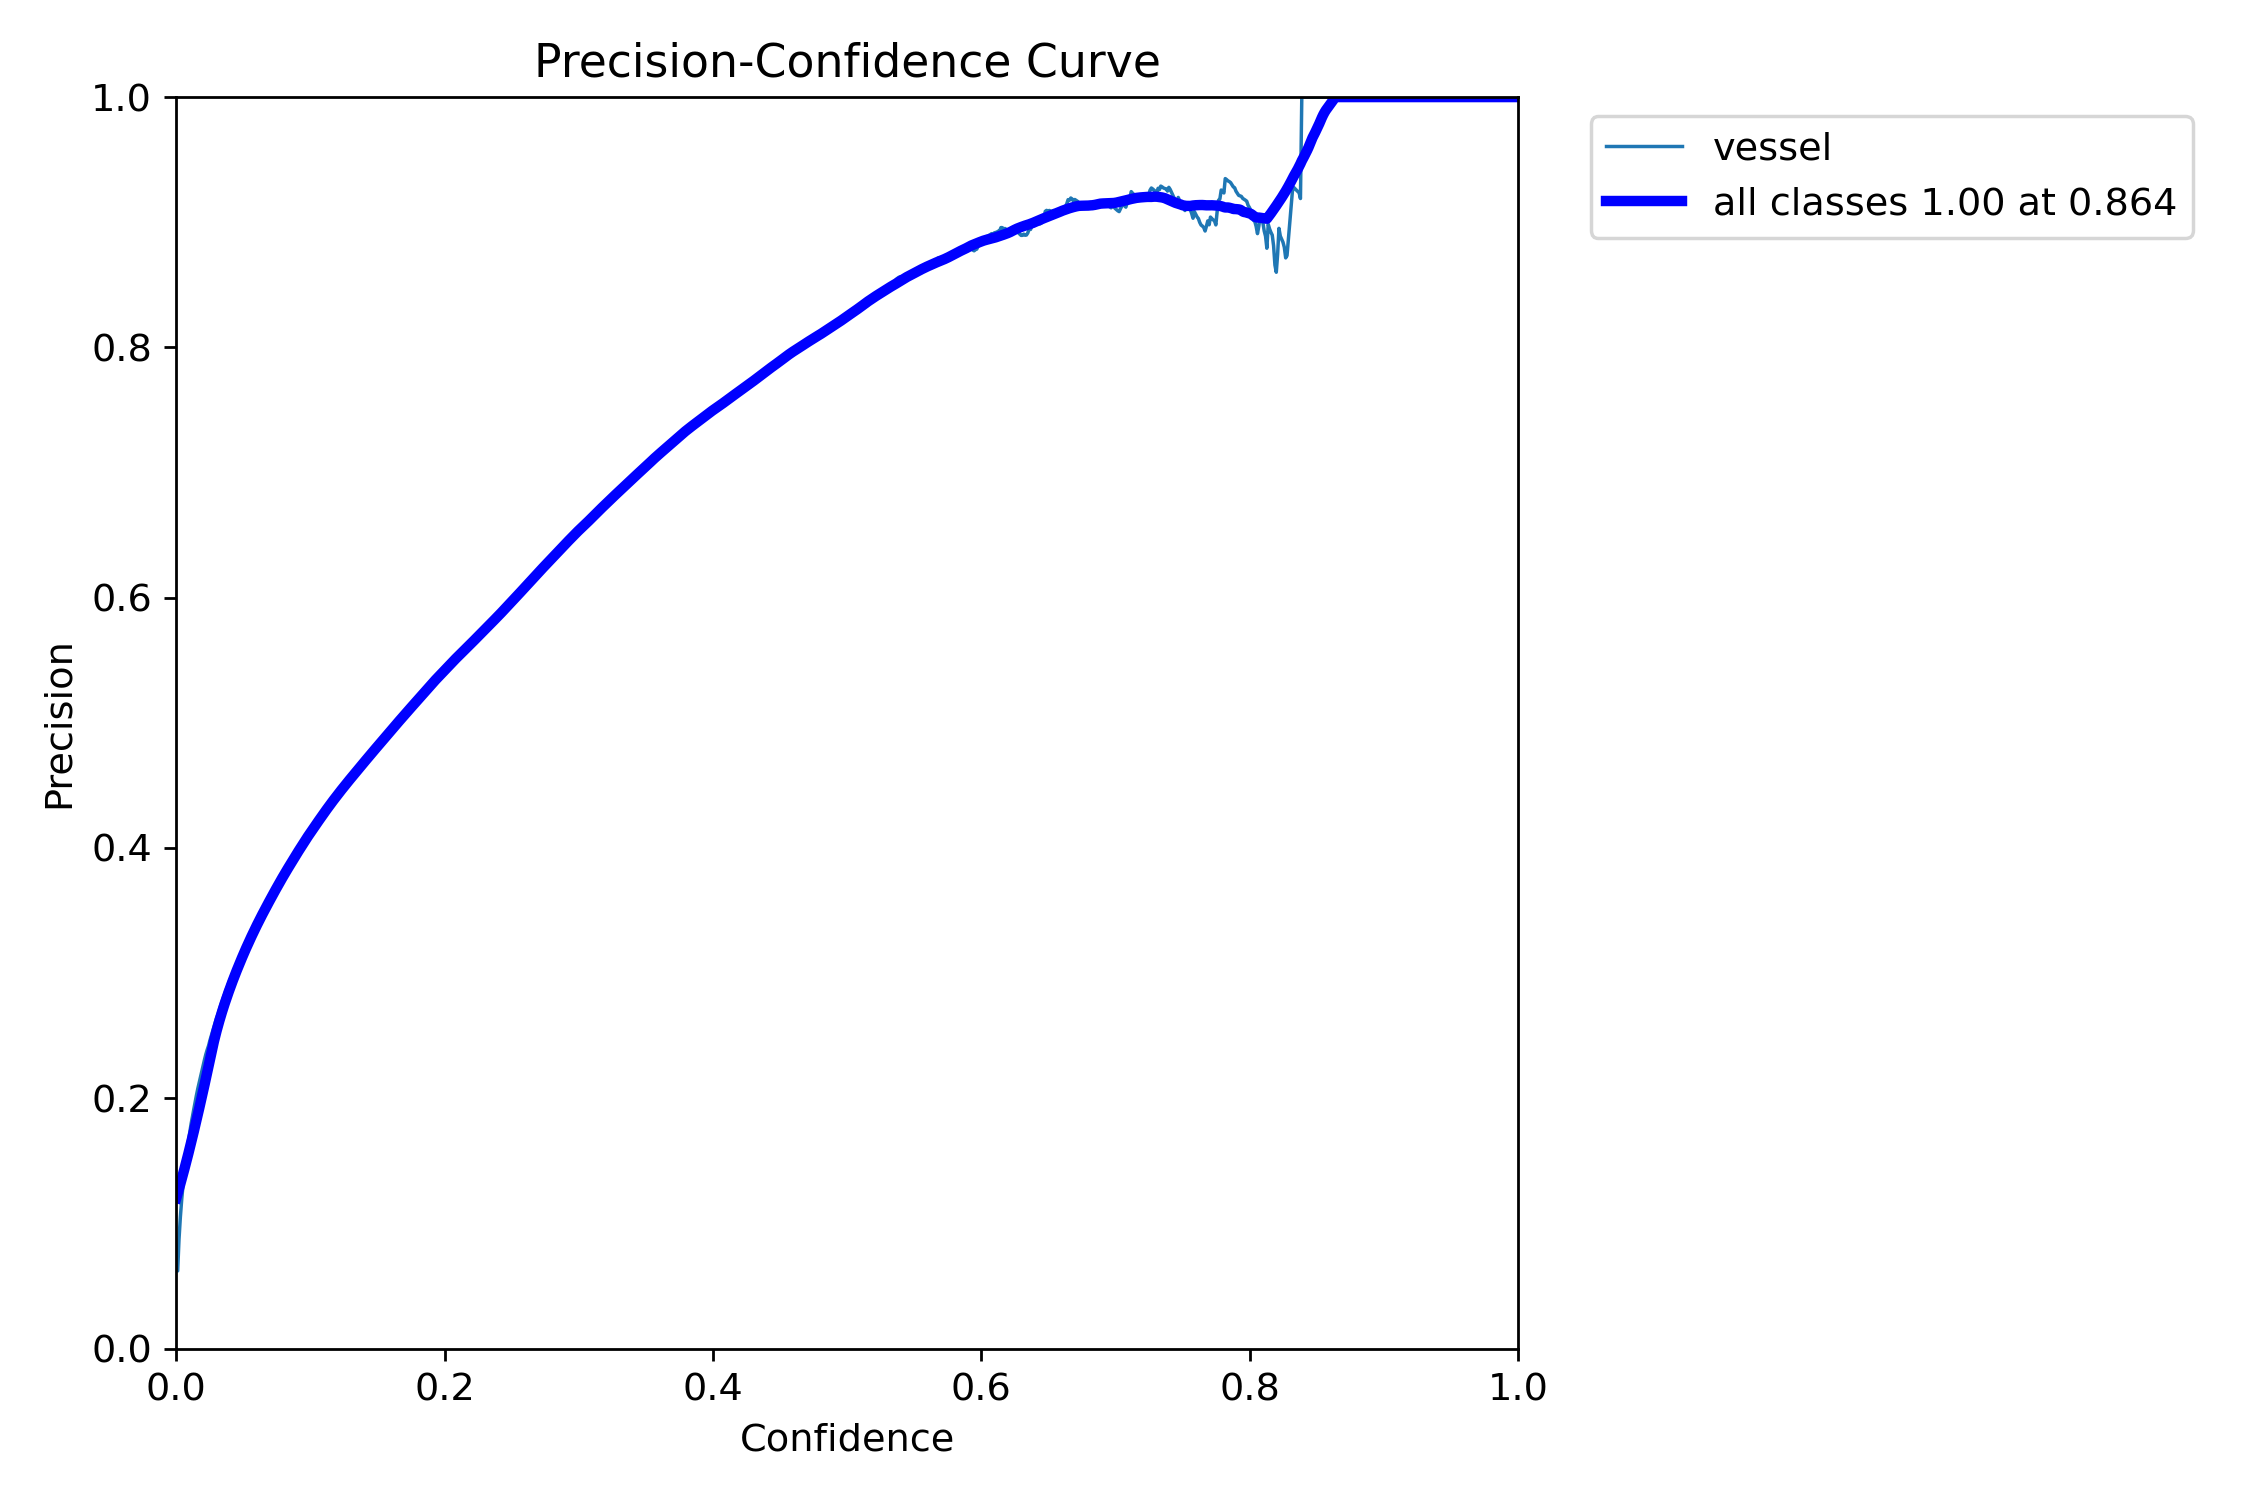 Precision-Confidence Curve
1.0
0.8
0.6
0.4
0.2
0.0
Precision
0.0 0.2 0.4 0.6 0.8 1.0
Confidence
vessel
all classes 1.00 at 0.864